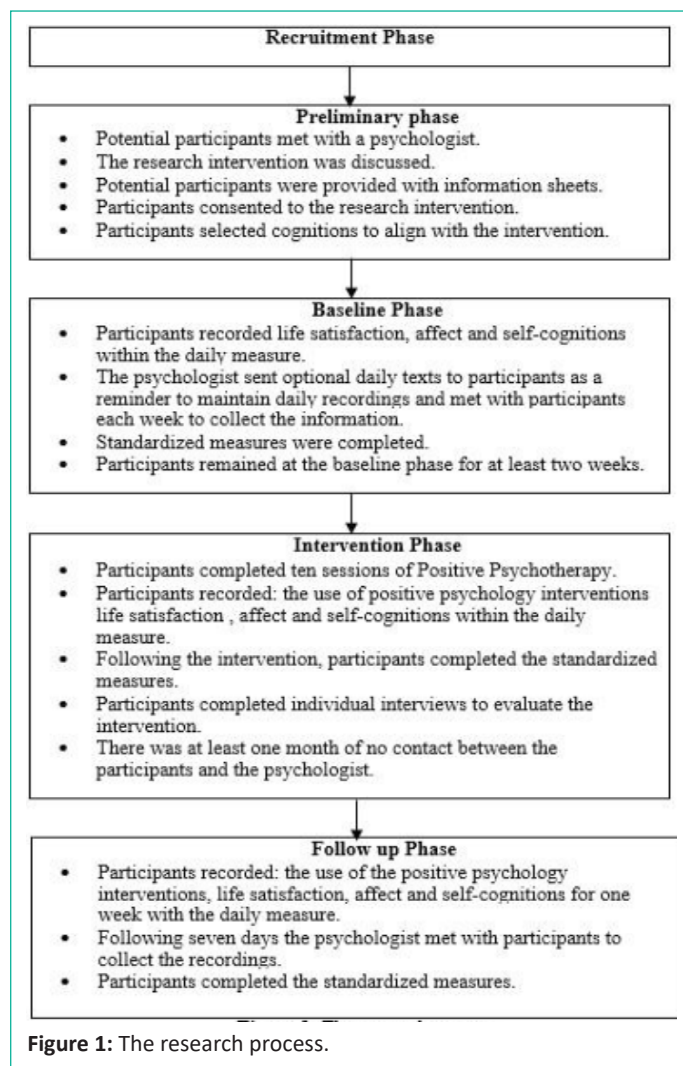 Recruitment Phase
Preliminary phase
• Potential participants met with a psychologist.
• The research intervention was discussed.
• Potential participants were provided with information sheets.
• Participants consented to the research intervention.
• Participants selected cognitions to align with the intervention.
Baseline Phase
• Participants recorded life satisfaction, affect and self-cognitions
within the daily measure.
• The psychologist sent optional daily texts to participants as a
reminder to maintain daily recordings and met with participants
each week to collect the information.
• Standardized measures were completed.
• Participants remained at the baseline phase for at least two weeks.
Intervention Phase
• Participants completed ten sessions of Positive Psychotherapy.
• Participants recorded: the use of positive psychology interventions
life satisfaction , affect and self-cognitions within the daily
measure.
• Following the intervention, participants completed the standardized
measures.
• Participants completed individual interviews to evaluate the
intervention.
• There was at least one month of no contact between the
participants and the psychologist.
Follow up Phase
• Participants recorded: the use of the positive psychology
interventions, life satisfaction, affect and self-cognitions for one
week with the daily measure.
• Following seven days the psychologist met with participants to
collect the recordings.
• Participants completed the standardized measures.
Figure 1: The research process.